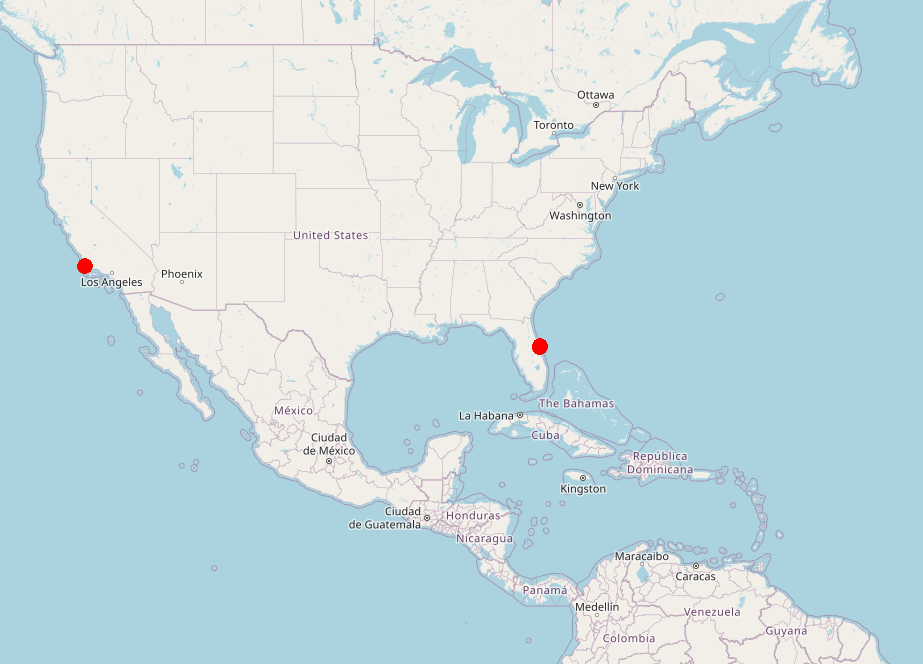 Ottawa
Toronto
New York
Washington
United States
Phoenix
Los Angeles
The Bahamas
México
La Habana
Cuba
Ciudad
de México
República
Dominicana
Kingston
Ciudad
de Guatemala
Honduras
Nicaragua
Maracaibo
Caracas
Panamá
Medellín
Venezuela
Guyana
Colombia